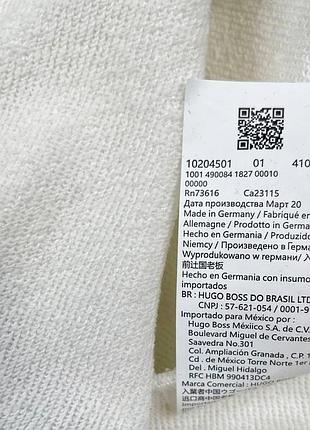 10204501 01 410
1001 490084 1827 00010
00000
Rn73616 Ca23115
Дата производства Март 20
Made in Germany / Fabriqué en
Allemagne / Prodotto in Germa
Hecho en Germania / Produzido
Niemcy / Произведено в Герма
Wyprodukowano w германи/
前辻国老板
Hecho en Germania con insumo
importados
BR : HUGO BOSS DO BRASIL LTD
CNPJ : 57-621-054 / 0001-9
Importado para México por :
Hugo Boss Méxiico S.A. de C.V.
Boulevard Miguel de Cervantes
Saavedra No.301
Col. Ampliación Granada , C.P. 1
Cd . de México Torre Norte 1er
Del . Miguel Hidalgo
RFC HBM 990413DC4
Marca Comersial : HUGO